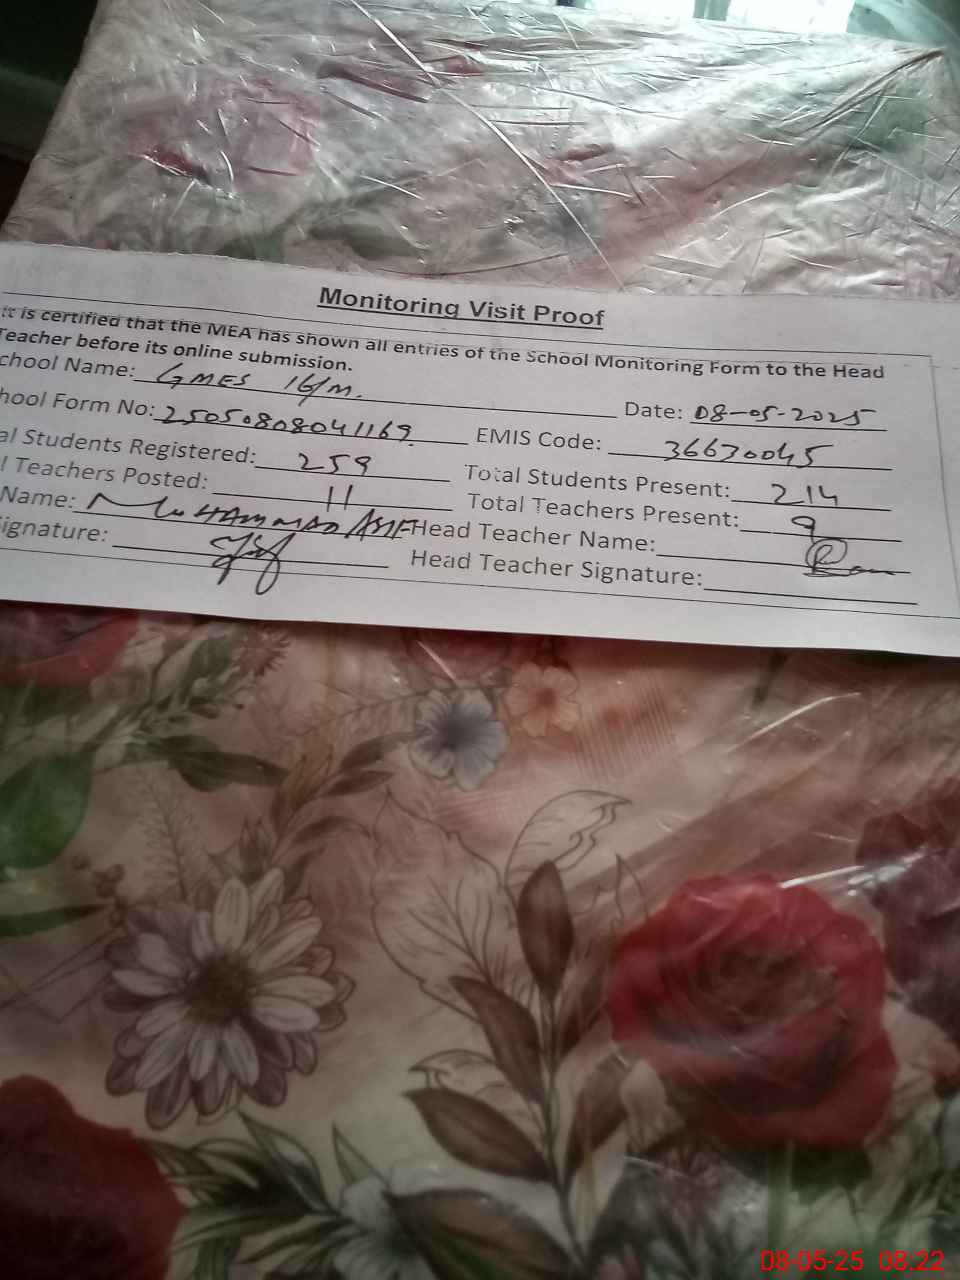 Monitoring Visit Proof
It is certified that the MEA has shown all entries of the School Monitoring Form to the Head
Teacher before its online submission.
chool Name: GMES 16/M. Date: 08-05-2025
hool Form No: 25050808041169 EMIS Code: 36630045
al Students Registered: 259 Total Students Present: 214
l Teachers Posted: 11 Total Teachers Present: 9
Name: MUHAMMAD ASIF Head Teacher Name:
ignature: Head Teacher Signature:
08-05-25 08:22